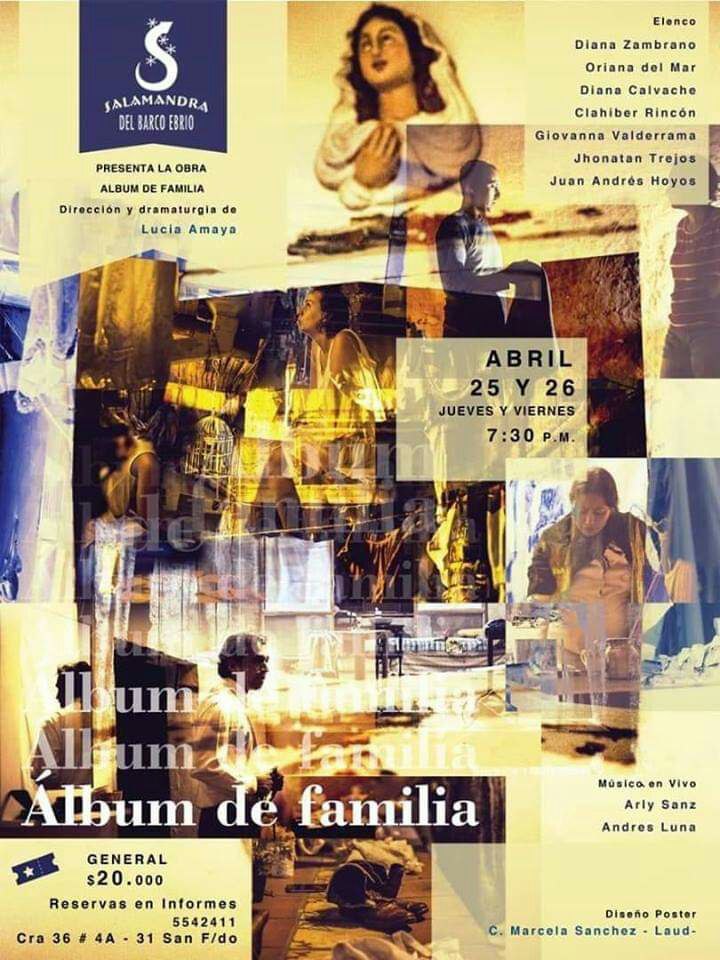 SALAMANDRA
DEL BARCO EBRIO
PRESENTA LA OBRA
ALBUM DE FAMILIA
Dirección y dramaturgia de
Lucia Amaya
Elenco
Diana Zambrano
Oriana del Mar
Diana Calvache
Clahiber Rincón
Giovanna Valderrama
Jhonatan Trejos
Juan Andrés Hoyos
ABRIL
25 Y 26
JUEVES Y VIERNES
7:30 P.M.
Álbum de familia
Álbum de familia
Álbum de familia
Músico en Vivo
Arly Sanz
Andres Luna
GENERAL
$20.000
Reservas en Informes
5542411
Cra 36 # 4A - 31 San F/do
Diseño Poster
C. Marcela Sanchez - Laud-